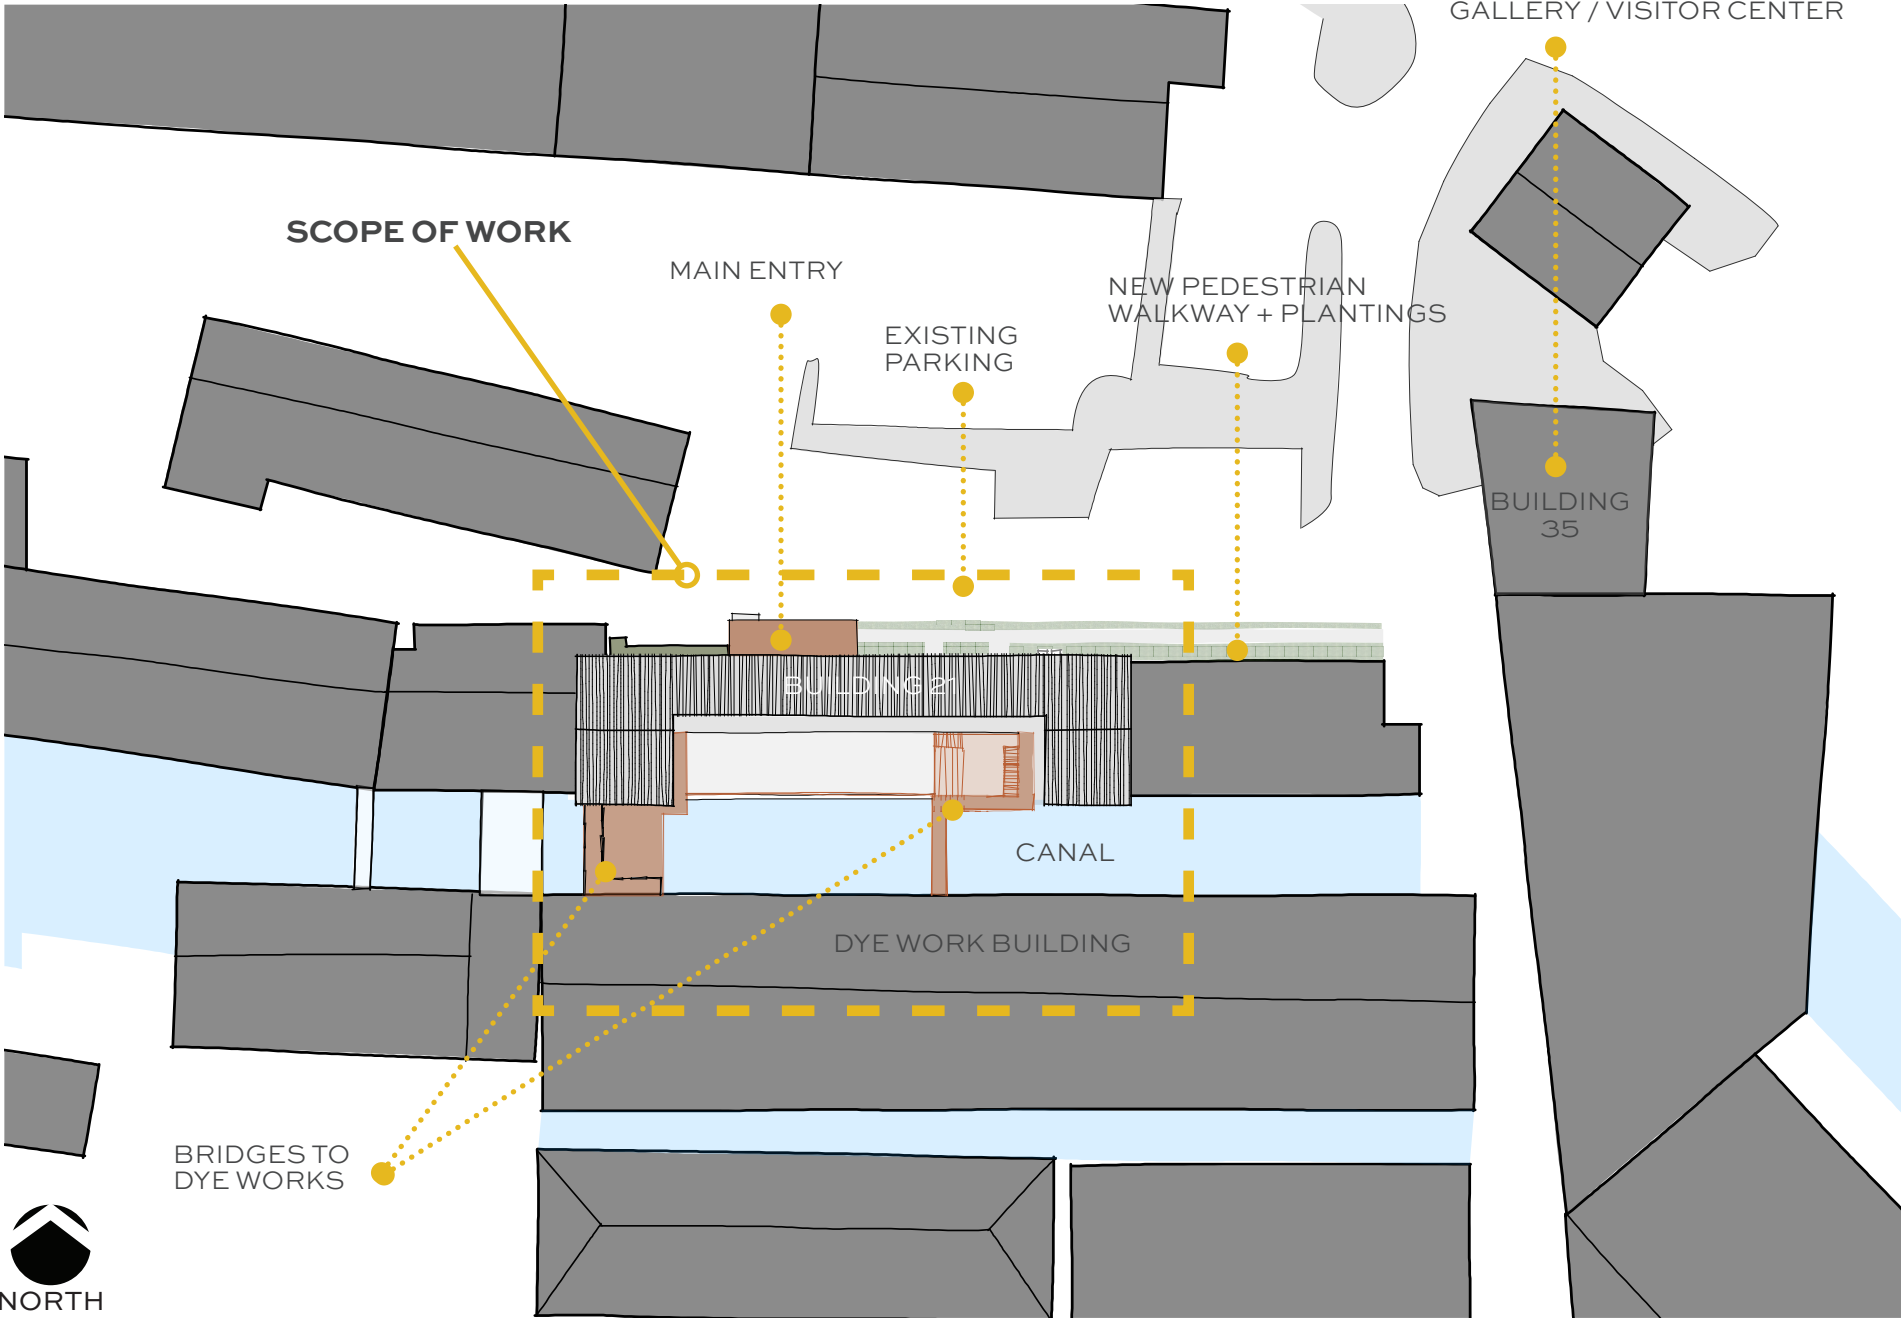 GALLERY / VISITOR CENTER
SCOPE OF WORK
MAIN ENTRY
NEW PEDESTRIAN
WALKWAY + PLANTINGS
EXISTING
PARKING
BUILDING
35
BUILDING 21
CANAL
DYE WORK BUILDING
BRIDGES TO
DYE WORKS
NORTH